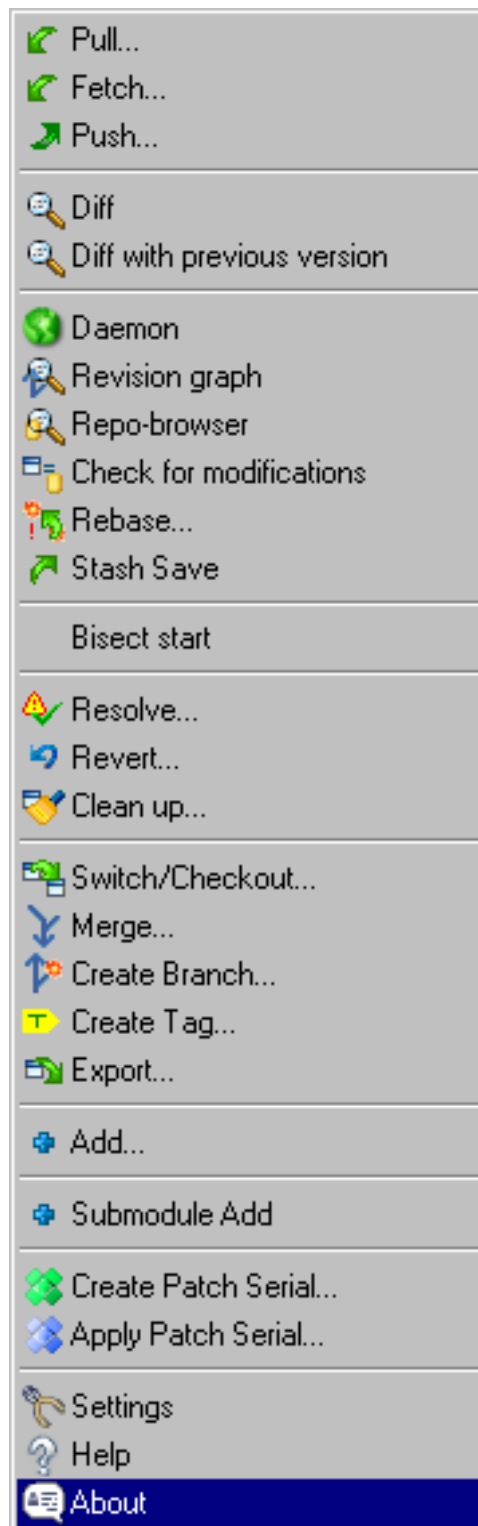 Pull...
Fetch...
Push...
Diff
Diff with previous version
Daemon
Revision graph
Repo-browser
Check for modifications
Rebase...
Stash Save
Bisect start
Resolve...
Revert...
Clean up...
Switch/Checkout...
Merge...
Create Branch...
Create Tag...
Export...
Add...
Submodule Add
Create Patch Serial...
Apply Patch Serial...
Settings
Help
About